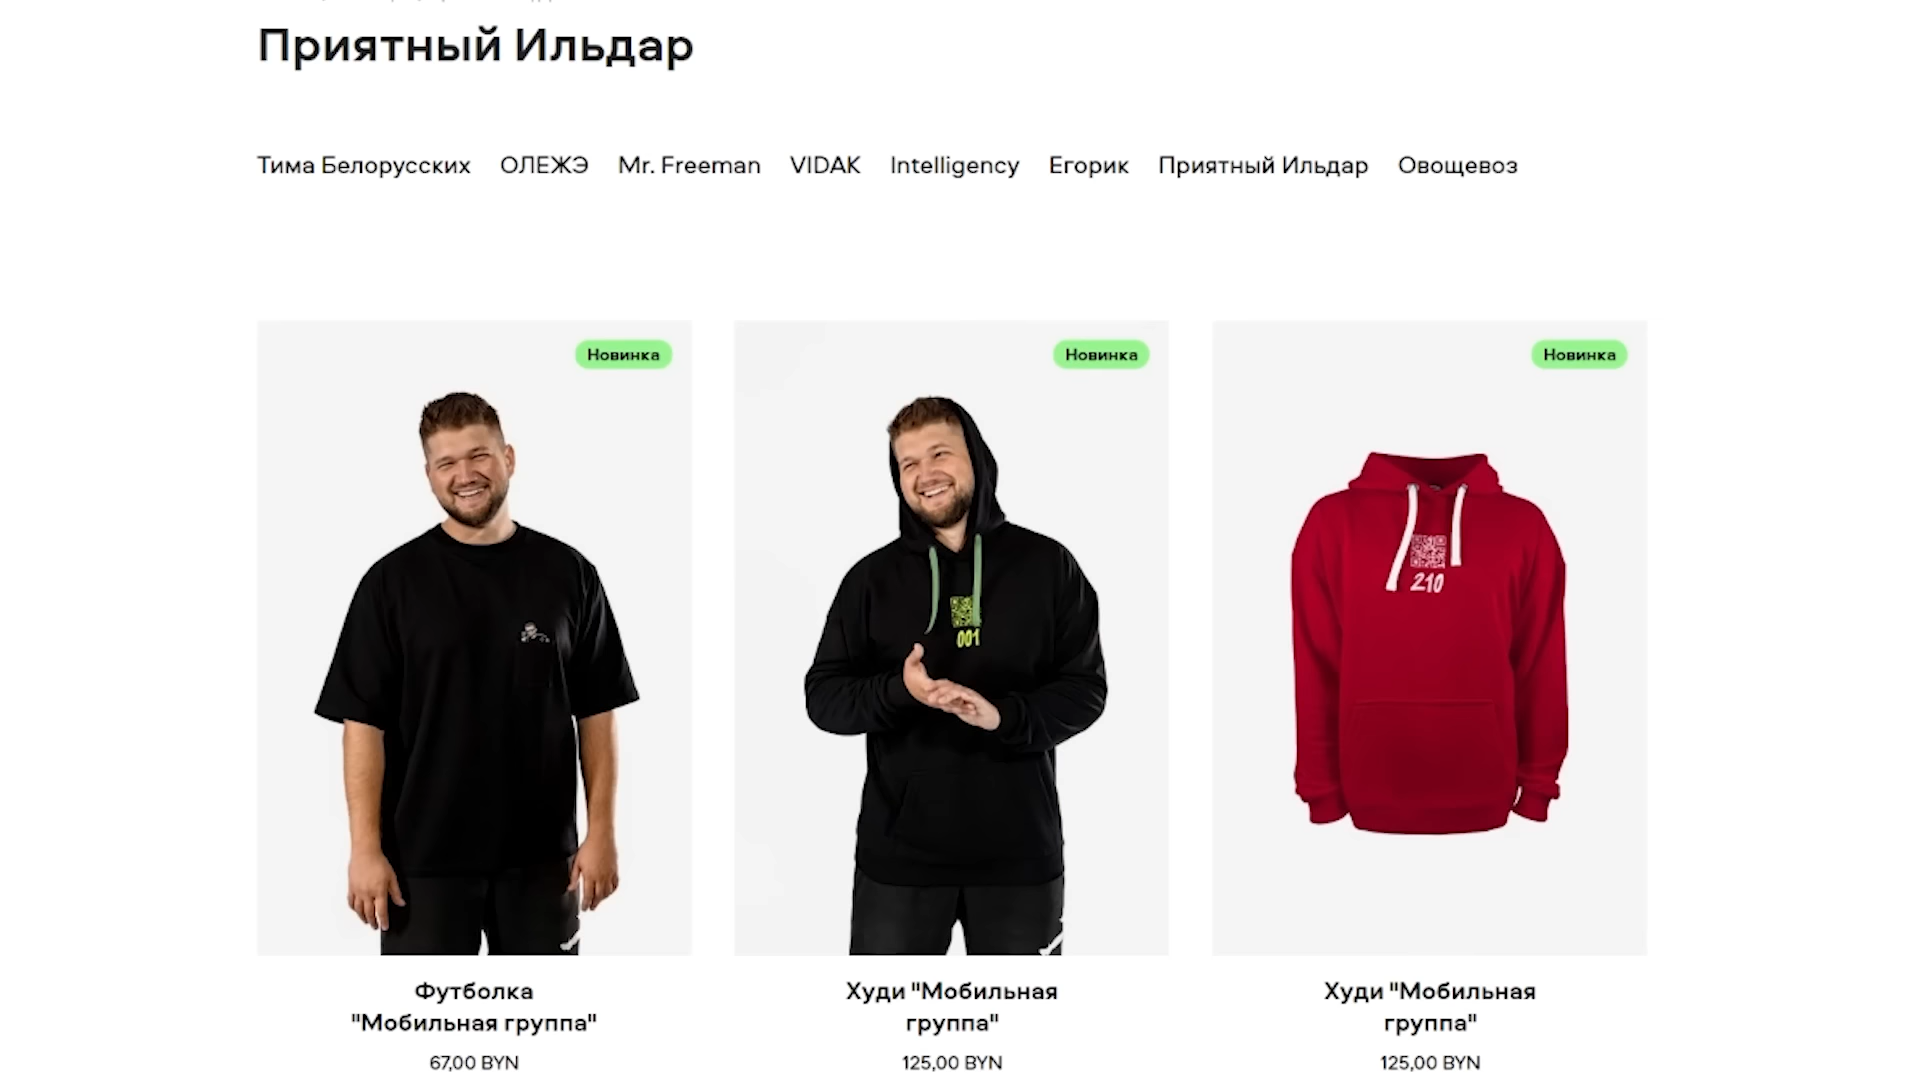 Приятный Ильдар
Тима Белорусских ОЛЕЖЭ Mr. Freeman VIDAK Intelligency Егорик Приятный Ильдар Овощевоз
Новинка Новинка Новинка
001
210
Футболка
"Мобильная группа"
67,00 BYN
Худи "Мобильная
группа"
125,00 BYN
Худи "Мобильная
группа"
125,00 BYN